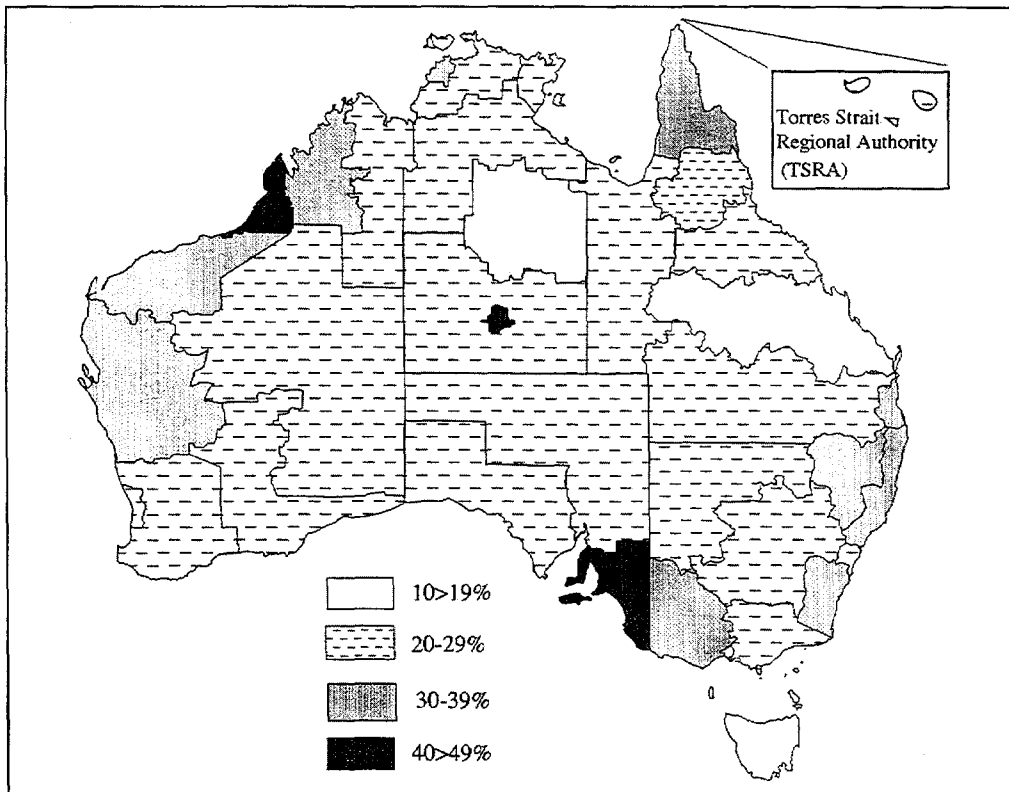 Torres Strait
Regional Authority
(TSRA)
10>19%
20-29%
30-39%
40>49%